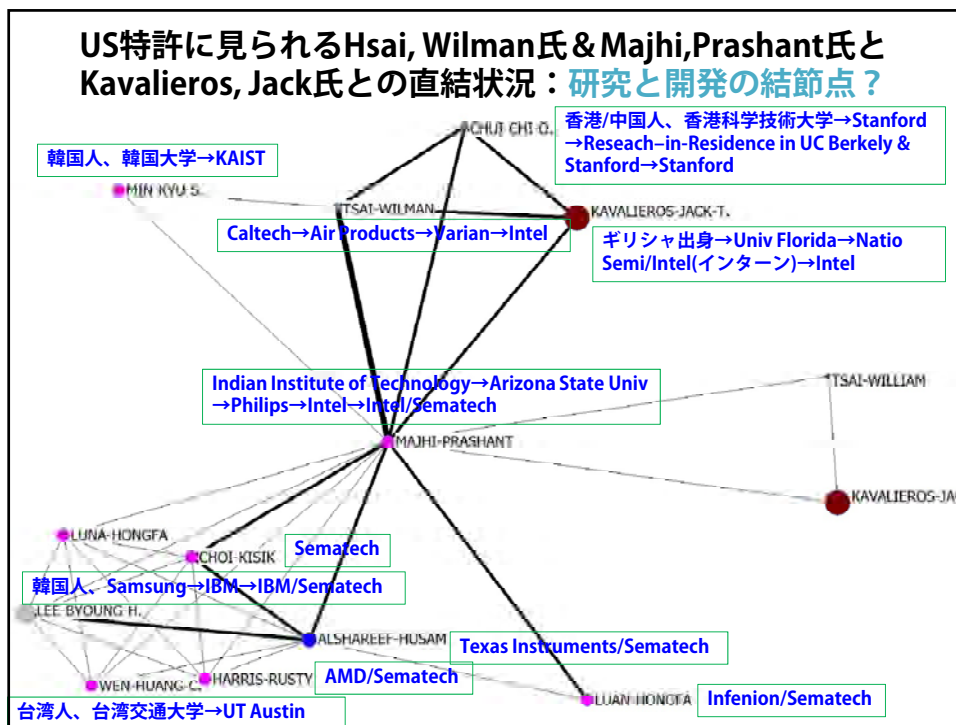 US特許に見られるHsai, Wilman氏＆Majhi,Prashant氏と
Kavalieros, Jack氏との直結状況：研究と開発の結節点？
CHUI CHI O.
香港/中国人、香港科学技術大学→Stanford
→Reseach–in-Residence in UC Berkely &
Stanford→Stanford
韓国人、韓国大学→KAIST
MIN KYU S.
TSAI-WILMAN
KAVALIEROS-JACK-T.
Caltech→Air Products→Varian→Intel
ギリシャ出身→Univ Florida→Natio
Semi/Intel(インターン)→Intel
Indian Institute of Technology→Arizona State Univ
→Philips→Intel→Intel/Sematech
TSAI-WILLIAM
MAJHI-PRASHANT
KAVALIEROS-JAC
LUNA-HONGFA
CHOI-KISIK
Sematech
韓国人、Samsung→IBM→IBM/Sematech
LEE BYOUNG H.
ALSHAREEF-HUSAM
Texas Instruments/Sematech
HARRIS-RUSTY
AMD/Sematech
WEN-HUANG-C.
LUAN-HONGFA
Infenion/Sematech
台湾人、台湾交通大学→UT Austin